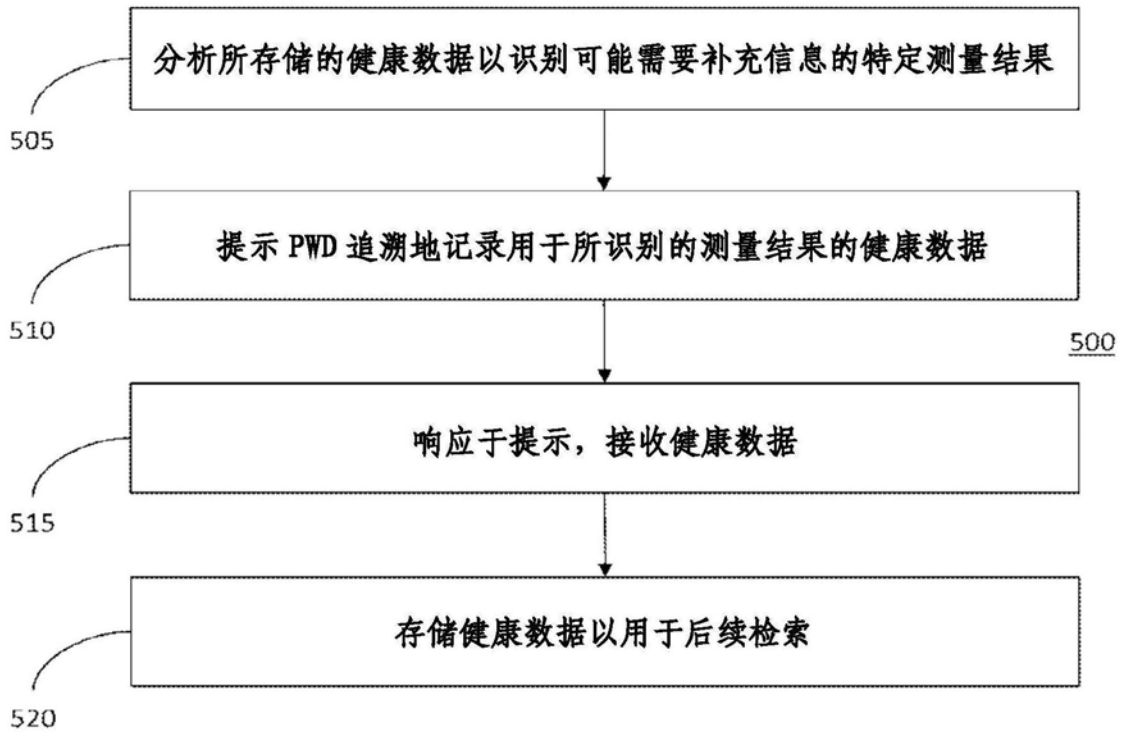 分析所存储的健康数据以识别可能需要补充信息的特定测量结果
505
提示 PWD 追溯地记录用于所识别的测量结果的健康数据
510
500
响应于提示，接收健康数据
515
存储健康数据以用于后续检索
520